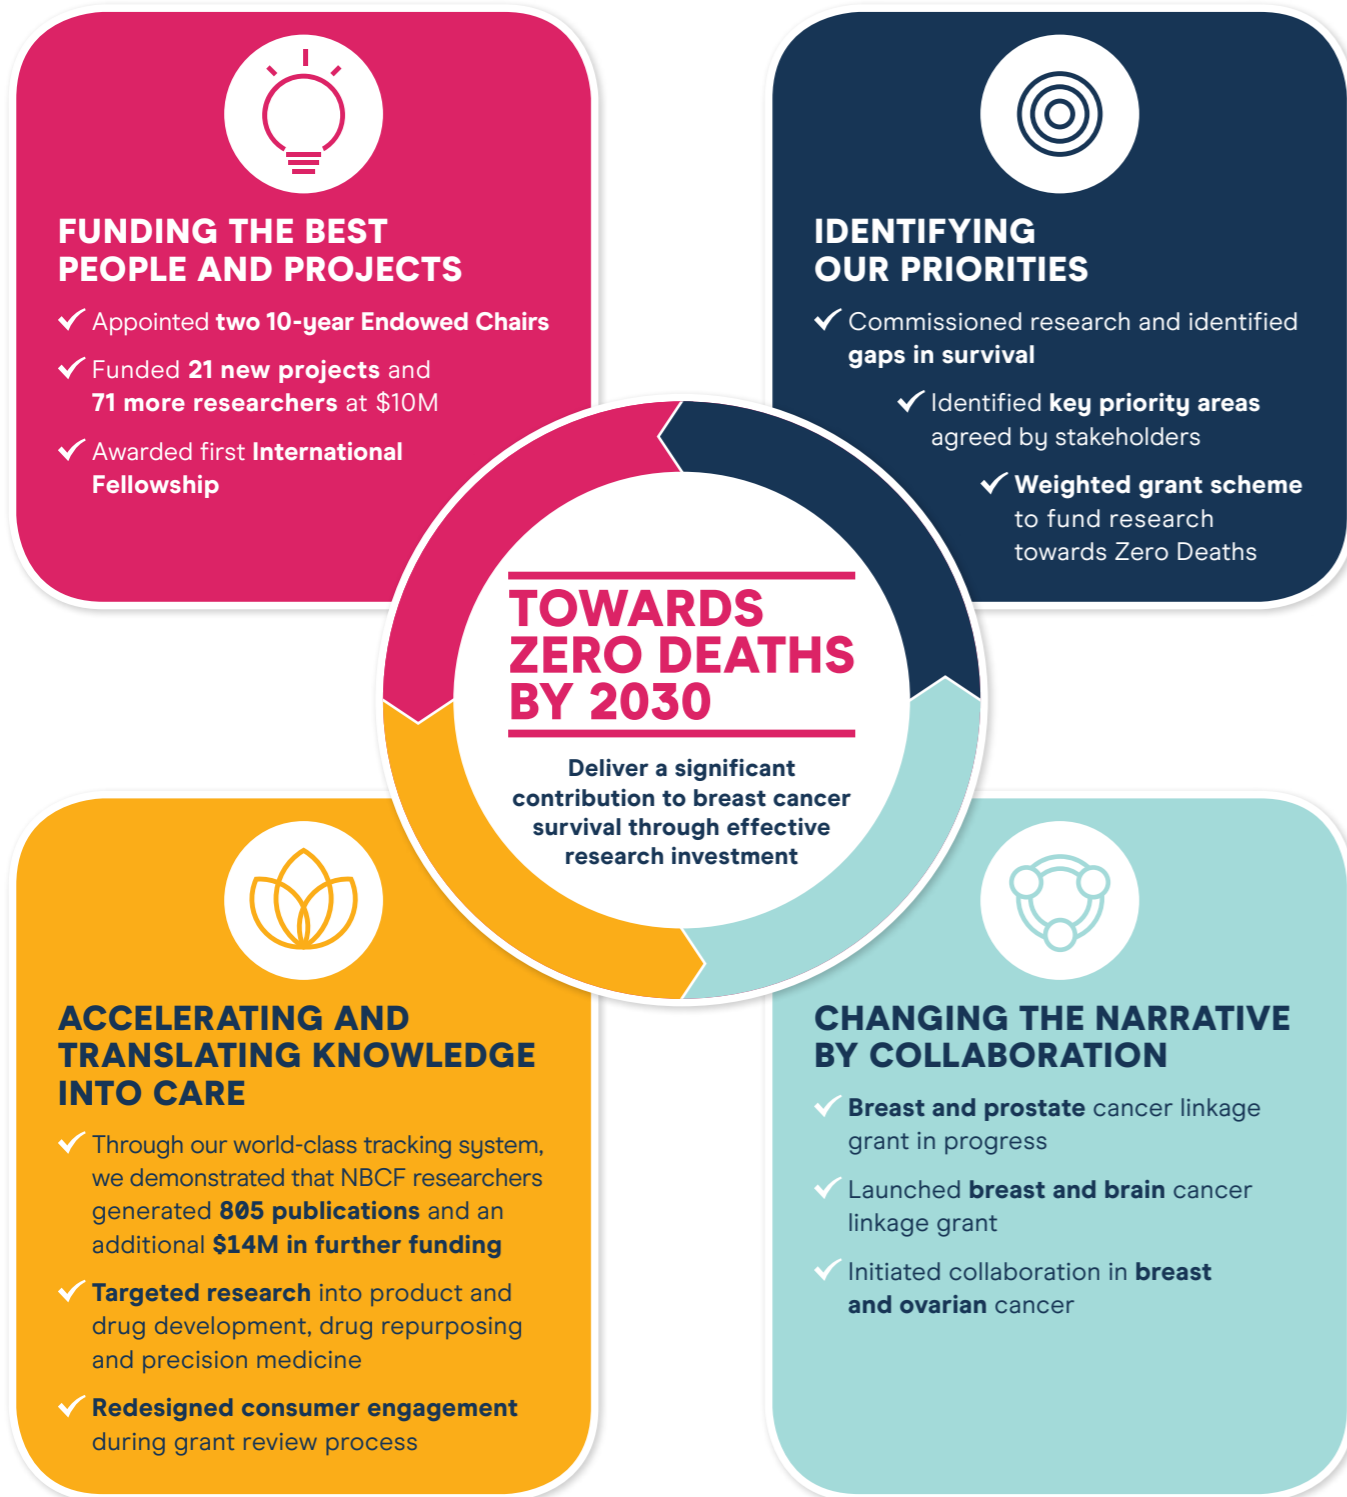 FUNDING THE BEST
PEOPLE AND PROJECTS
Appointed two 10-year Endowed Chairs
Funded 21 new projects and
71 more researchers at $10M
Awarded first International
Fellowship
IDENTIFYING
OUR PRIORITIES
Commissioned research and identified
gaps in survival
Identified key priority areas
agreed by stakeholders
Weighted grant scheme
to fund research
towards Zero Deaths
TOWARDS
ZERO DEATHS
BY 2030
Deliver a significant
contribution to breast cancer
survival through effective
research investment
ACCELERATING AND
TRANSLATING KNOWLEDGE
INTO CARE
Through our world-class tracking system,
we demonstrated that NBCF researchers
generated 805 publications and an
additional $14M in further funding
Targeted research into product and
drug development, drug repurposing
and precision medicine
Redesigned consumer engagement
during grant review process
CHANGING THE NARRATIVE
BY COLLABORATION
Breast and prostate cancer linkage
grant in progress
Launched breast and brain cancer
linkage grant
Initiated collaboration in breast
and ovarian cancer